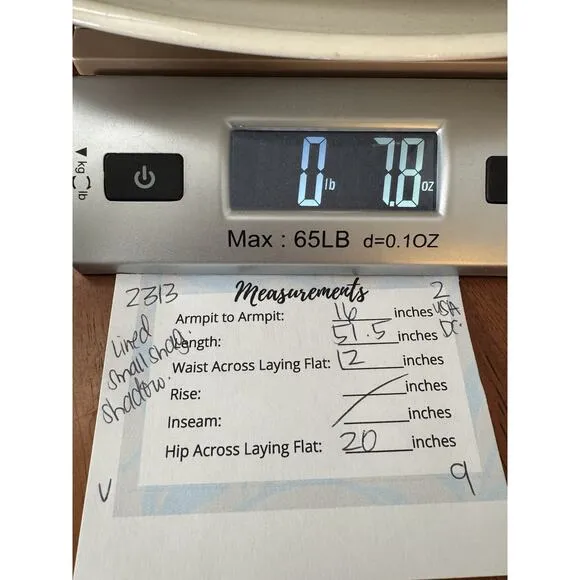 kg lb
0 lb 7.8 oz
Max : 65LB d=0.1OZ
2313
Measurements
2
USA
DC.
Armpit to Armpit: 16 inches
Length: 51.5 inches
Waist Across Laying Flat: 12 inches
Rise: inches
Inseam: inches
Hip Across Laying Flat: 20 inches
Lined
small
shadow.
V
9